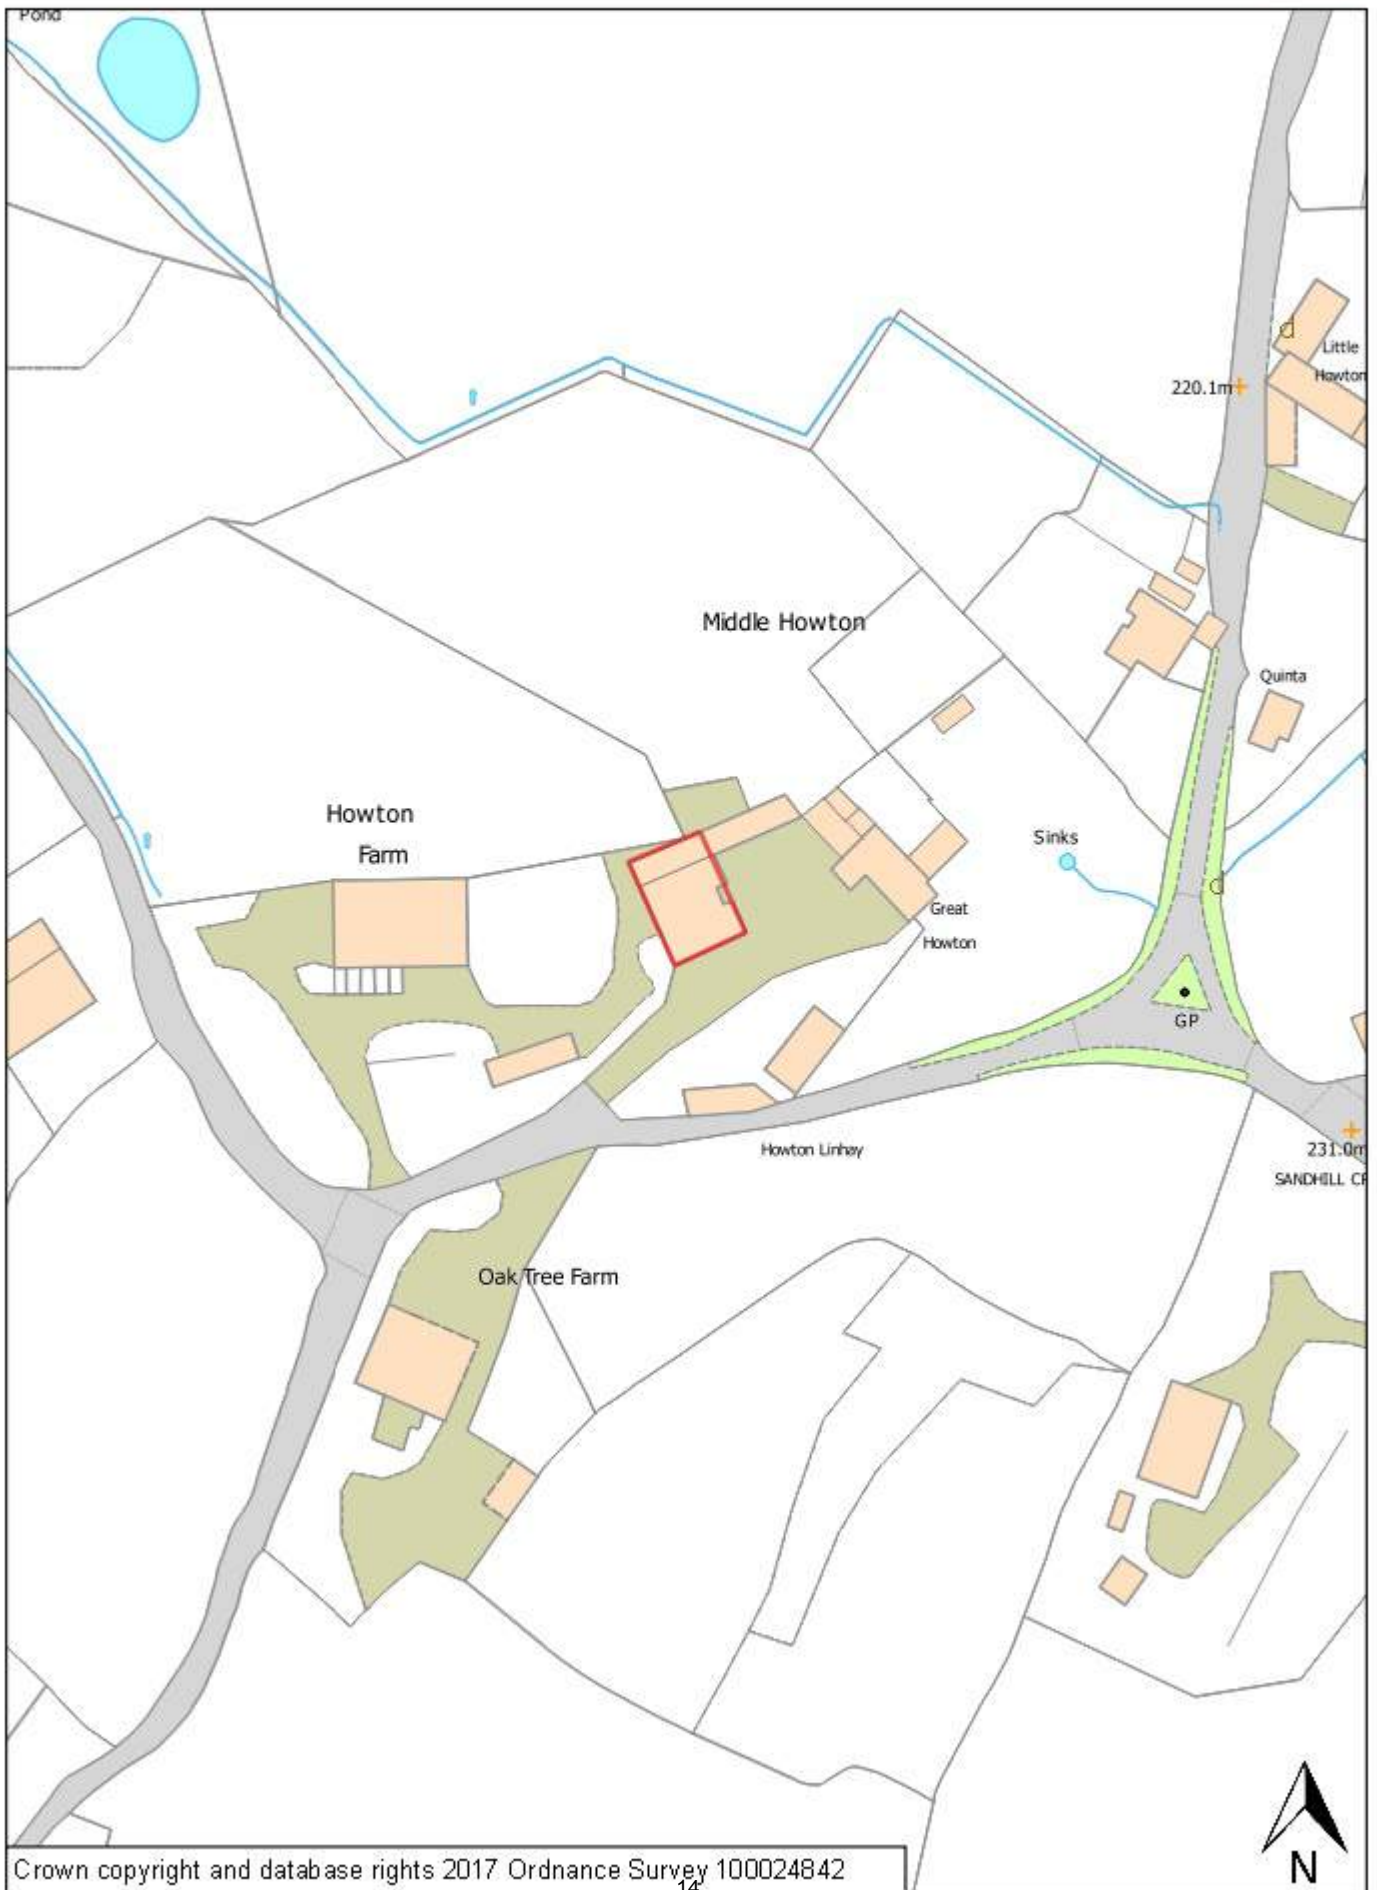 Pond
Little
Howton
220.1m
Middle Howton
Quinta
Howton
Farm
Sinks
Great
Howton
GP
Howton Linhay
231.0m
SANDHILL
Oak Tree Farm
N
Crown copyright and database rights 2017 Ordnance Survey 100024842
14